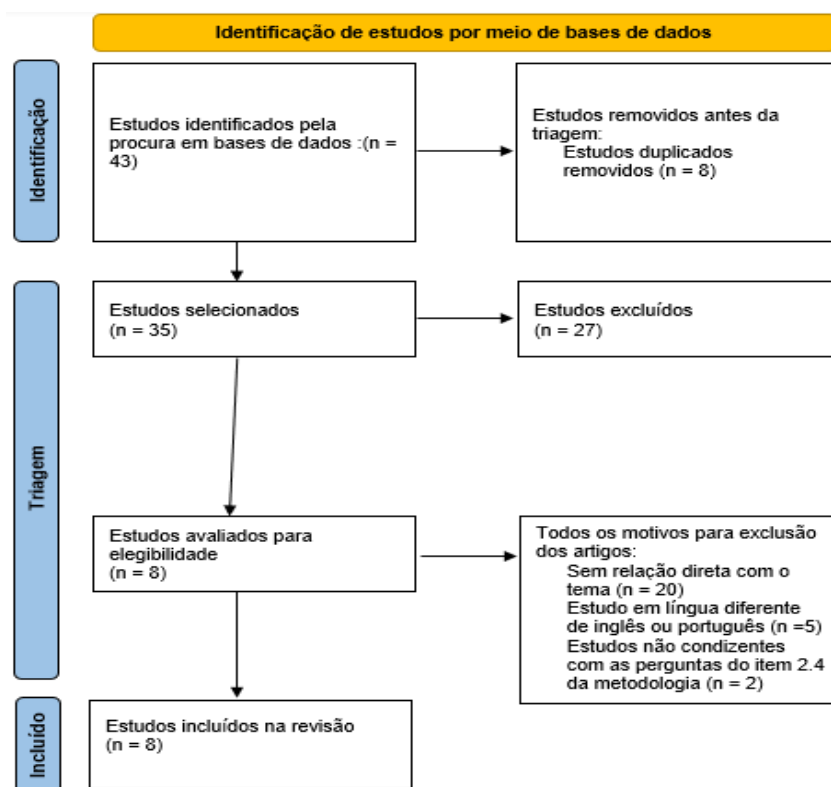 Identificação de estudos por meio de bases de dados
Identificação
Estudos identificados pela
procura em bases de dados :(n =
43)
Estudos removidos antes da
triagem:
Estudos duplicados
removidos (n = 8)
Triagem
Estudos selecionados
(n = 35)
Estudos excluídos
(n = 27)
Estudos avaliados para
elegibilidade
(n = 8)
Todos os motivos para exclusão
dos artigos:
Sem relação direta com o
tema (n = 20)
Estudo em língua diferente
de inglês ou português (n =5)
Estudos não condizentes
com as perguntas do item 2.4
da metodologia (n = 2)
Incluído
Estudos incluídos na revisão
(n = 8)